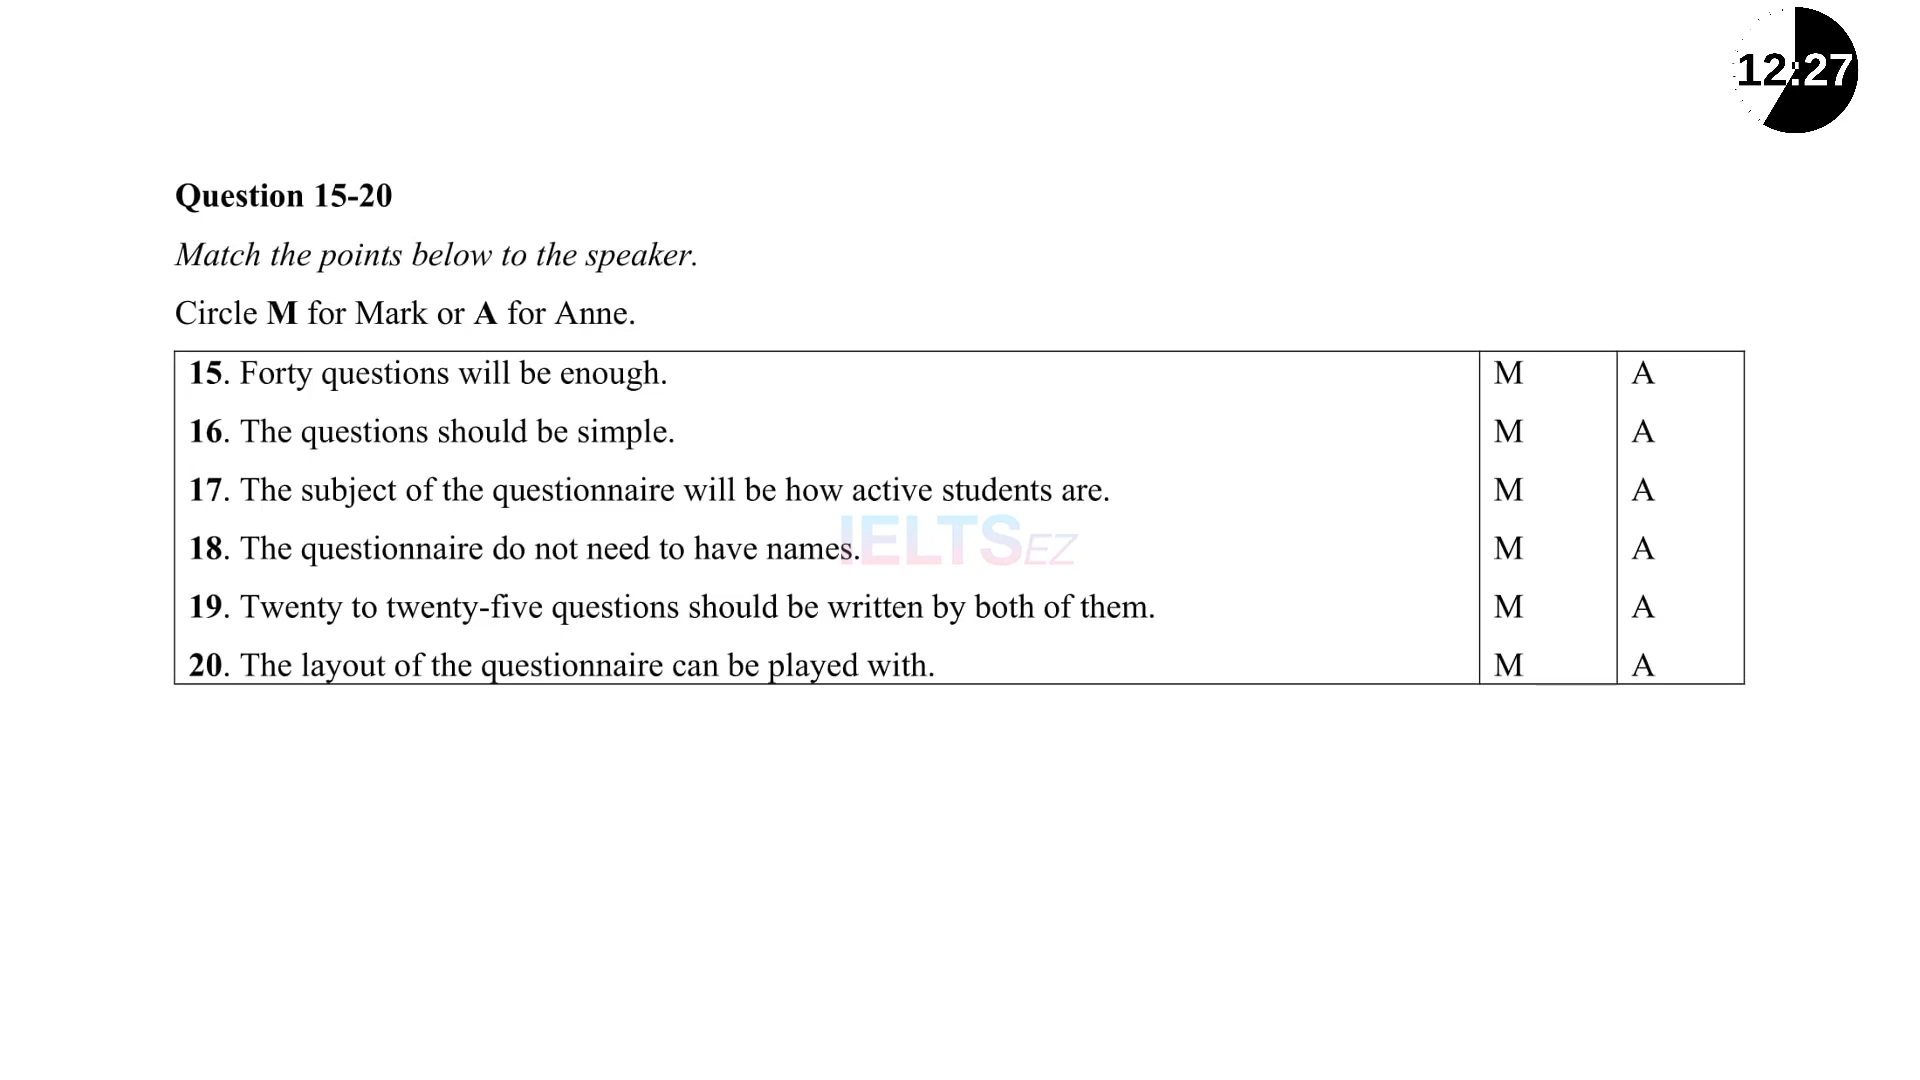 12:27
Question 15-20
Match the points below to the speaker.
Circle M for Mark or A for Anne.
15. Forty questions will be enough. M A
16. The questions should be simple. M A
17. The subject of the questionnaire will be how active students are. M A
IELTSEZ
18. The questionnaire do not need to have names. M A
19. Twenty to twenty-five questions should be written by both of them. M A
20. The layout of the questionnaire can be played with. M A